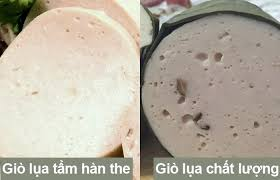 Giò lụa tẩm hàn the
Giò lụa chất lượng